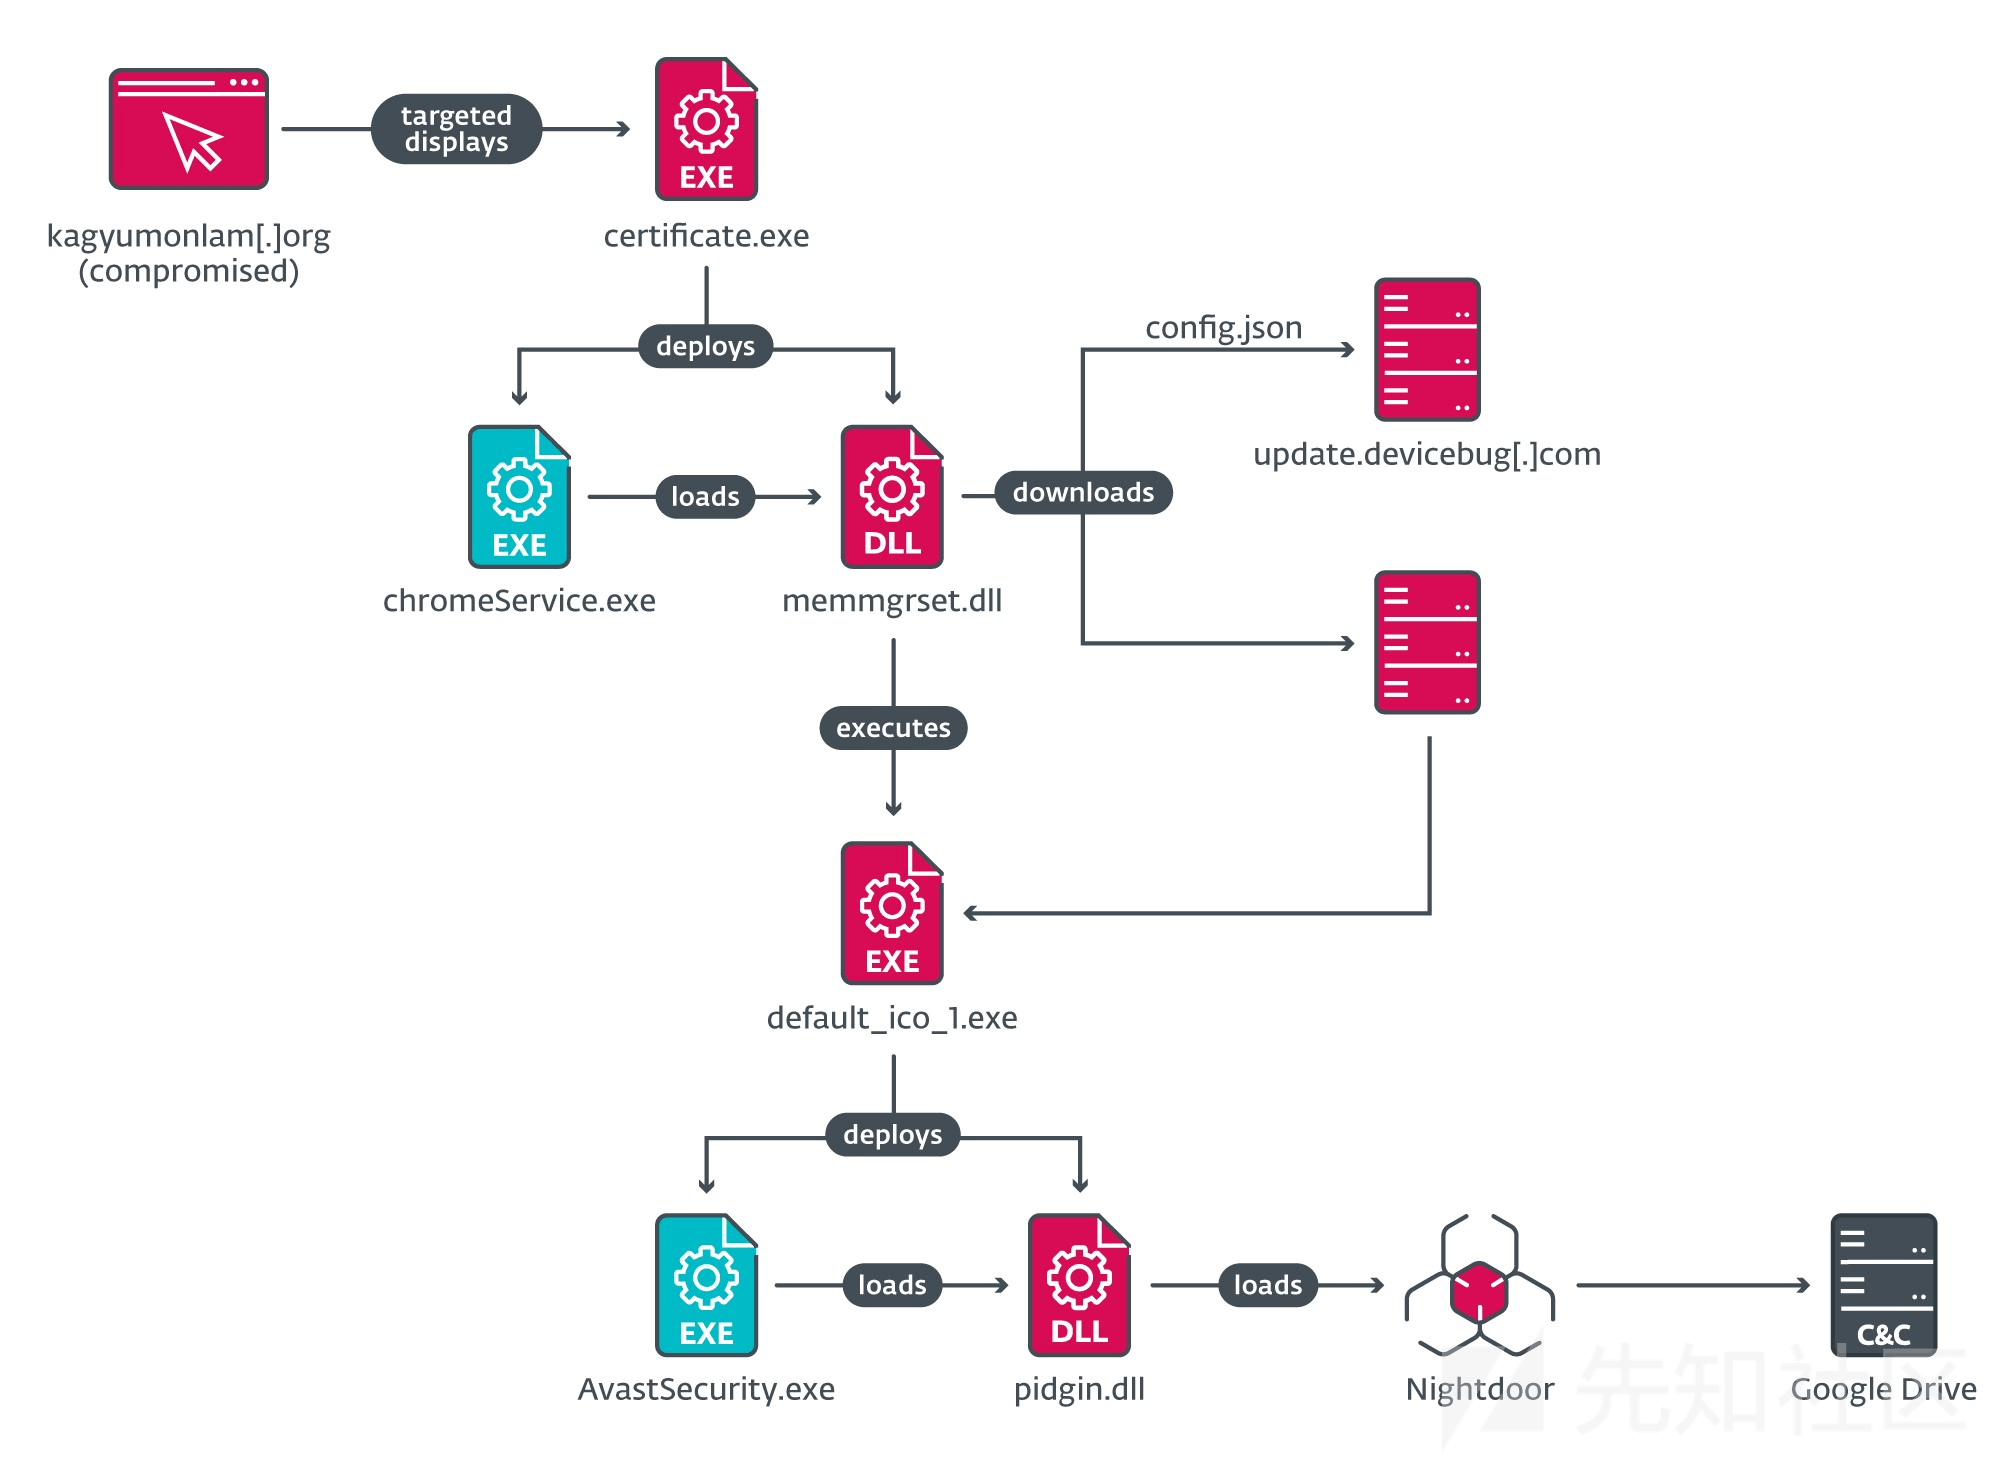 targeted
displays
EXE
kagyumonlam[.]org
(compromised)
certificate.exe
deploys
config.json
update.devicebug[.]com
EXE
loads
DLL
downloads
chromeService.exe
memmgrset.dll
executes
EXE
default_ico_1.exe
deploys
EXE
loads
DLL
loads
C&C
AvastSecurity.exe
pidgin.dll
Nightdoor
Google Drive
先知社区